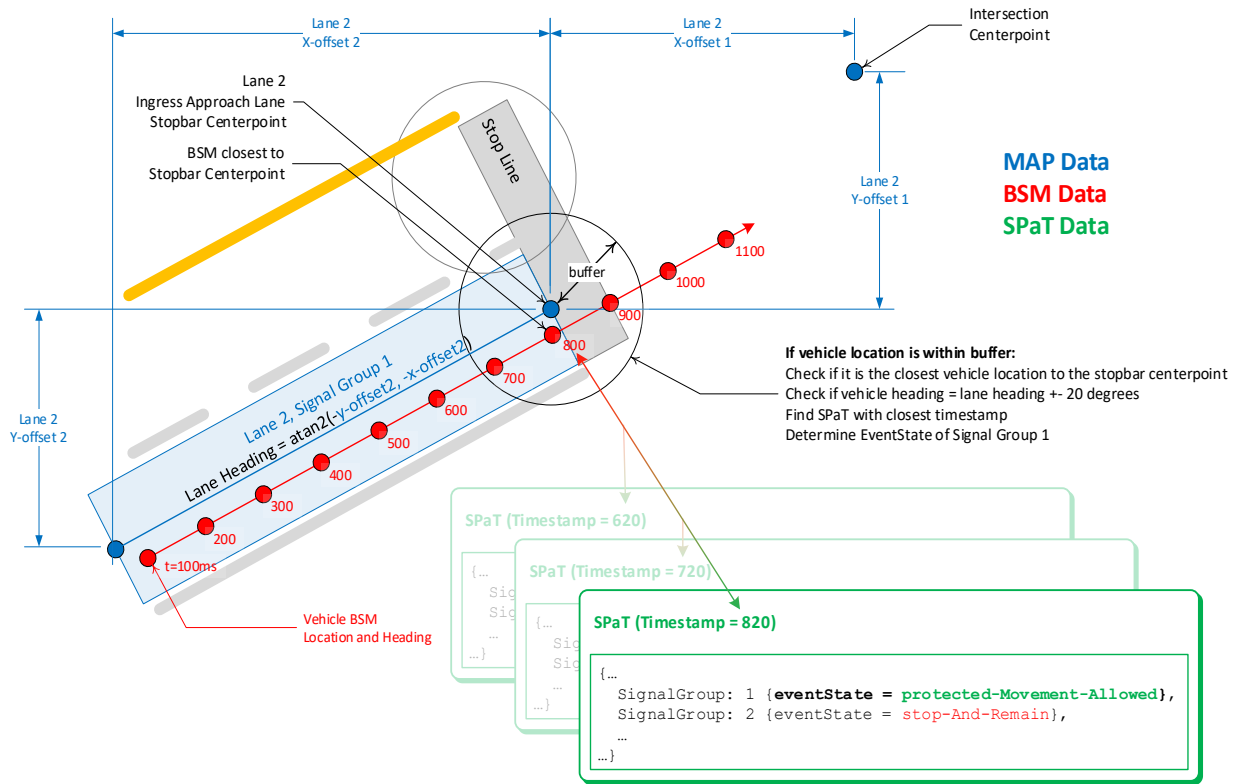 Lane 2
X-offset 2
Lane 2
X-offset 1
Intersection
Centerpoint
Lane 2
Ingress Approach Lane
Stopbar Centerpoint
BSM closest to
Stopbar Centerpoint
Stop Line
MAP Data
BSM Data
SPaT Data
Lane 2
Y-offset 1
buffer
1100
1000
900
800
700
600
500
400
300
200
t=100ms
Lane 2, Signal Group 1
Lane Heading = atan2(-y-offset2, -x-offset2)
Lane 2
Y-offset 2
If vehicle location is within buffer:
Check if it is the closest vehicle location to the stopbar centerpoint
Check if vehicle heading = lane heading +- 20 degrees
Find SPaT with closest timestamp
Determine EventState of Signal Group 1
Vehicle BSM
Location and Heading
SPaT (Timestamp = 620)
{…
Sig
Sig
…
…}
SPaT (Timestamp = 720)
{…
Sig
Sig
…
…}
SPaT (Timestamp = 820)
{…
SignalGroup: 1 {eventState = protected-Movement-Allowed},
SignalGroup: 2 {eventState = stop-And-Remain},
…
…}